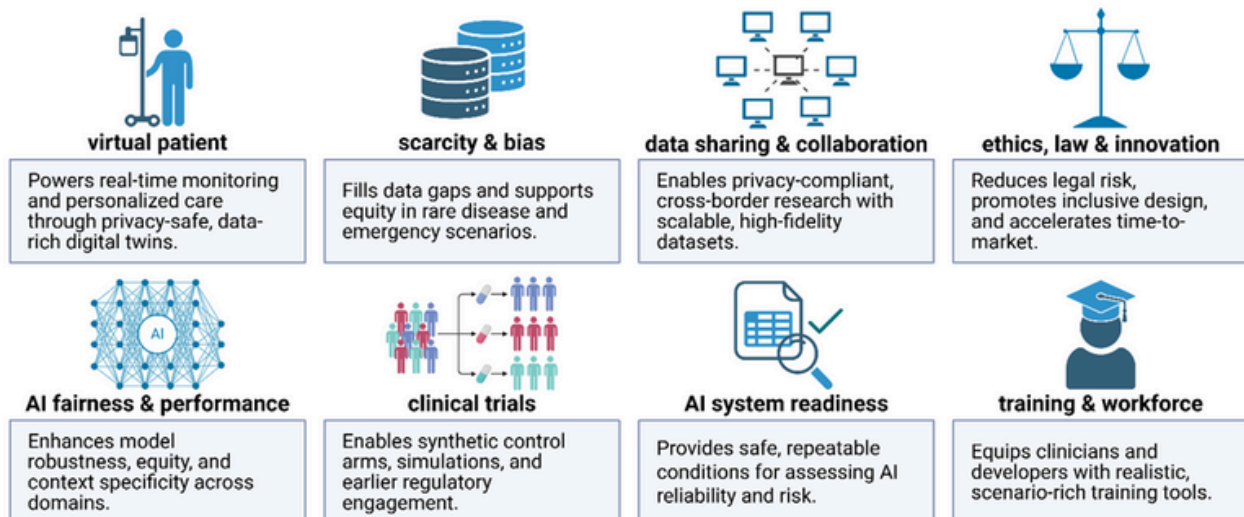 virtual patient
Powers real-time monitoring
and personalized care
through privacy-safe, data-
rich digital twins.
scarcity & bias
Fills data gaps and supports
equity in rare disease and
emergency scenarios.
data sharing & collaboration
Enables privacy-compliant,
cross-border research with
scalable, high-fidelity
datasets.
ethics, law & innovation
Reduces legal risk,
promotes inclusive design,
and accelerates time-to-
market.
AI
AI fairness & performance
Enhances model
robustness, equity, and
context specificity across
domains.
clinical trials
Enables synthetic control
arms, simulations, and
earlier regulatory
engagement.
AI system readiness
Provides safe, repeatable
conditions for assessing AI
reliability and risk.
training & workforce
Equips clinicians and
developers with realistic,
scenario-rich training tools.